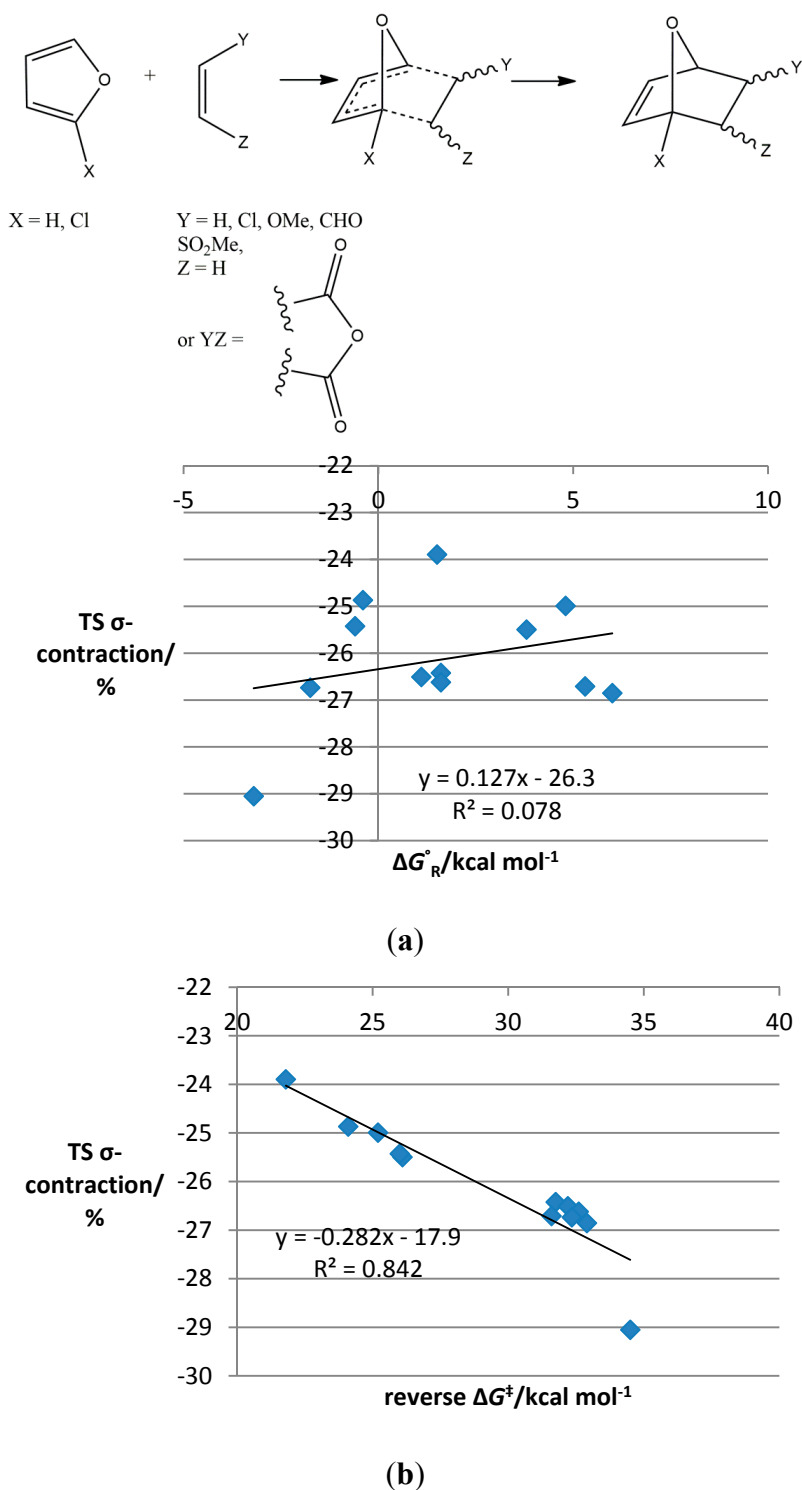 O
Y
O
+
Z
X
X
Z
Y
O
X
Z
Y
X = H, Cl
Y = H, Cl, OMe, CHO
SO₂Me,
Z = H
or YZ =
O
O
O
-22
-5 0 5 10
-23
-24
-25
-26
-27
-28
-29
-30
TS σ-
contraction/
%
y = 0.127x - 26.3
R² = 0.078
ΔG°R/kcal mol⁻¹
(a)
-22
20 25 30 35 40
-23
-24
-25
-26
-27
-28
-29
-30
TS σ-
contraction/
%
y = -0.282x - 17.9
R² = 0.842
reverse ΔG‡/kcal mol⁻¹
(b)